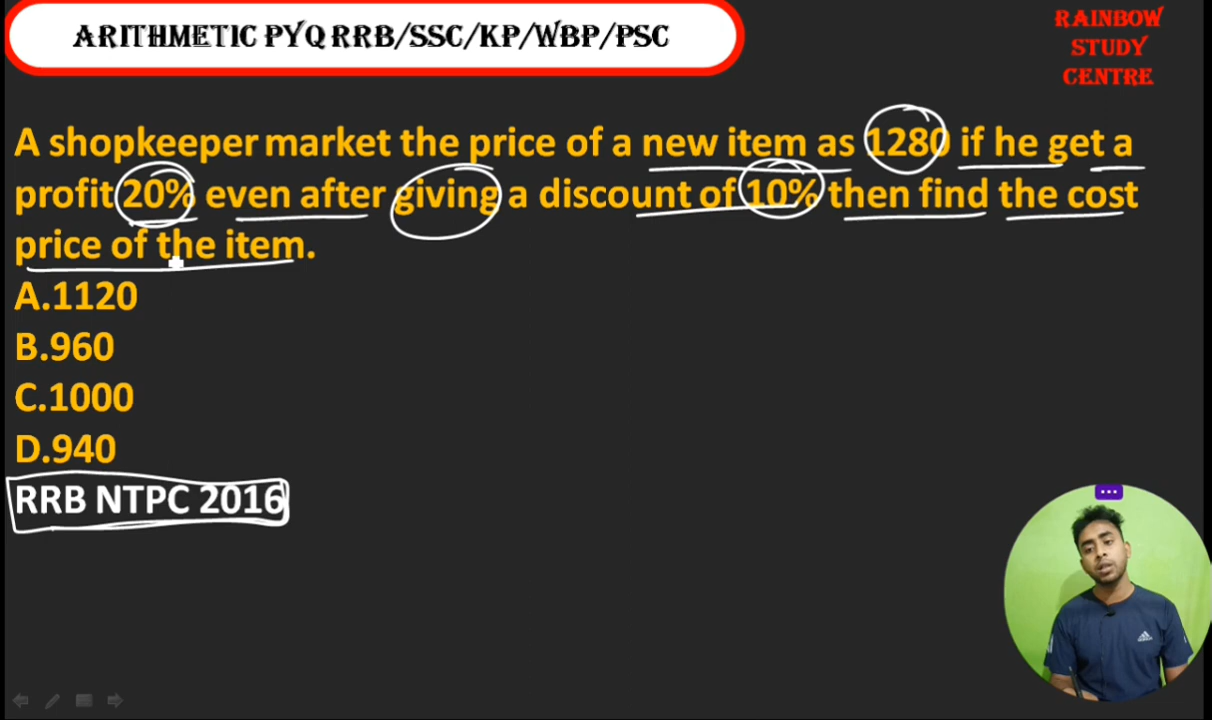 ARITHMETIC PYQ RRB/SSC/KP/WBP/PSC
RAINBOW
STUDY
CENTRE
A shopkeeper market the price of a new item as 1280 if he get a
profit 20% even after giving a discount of 10% then find the cost
price of the item.
A.1120
B.960
C.1000
D.940
RRB NTPC 2016